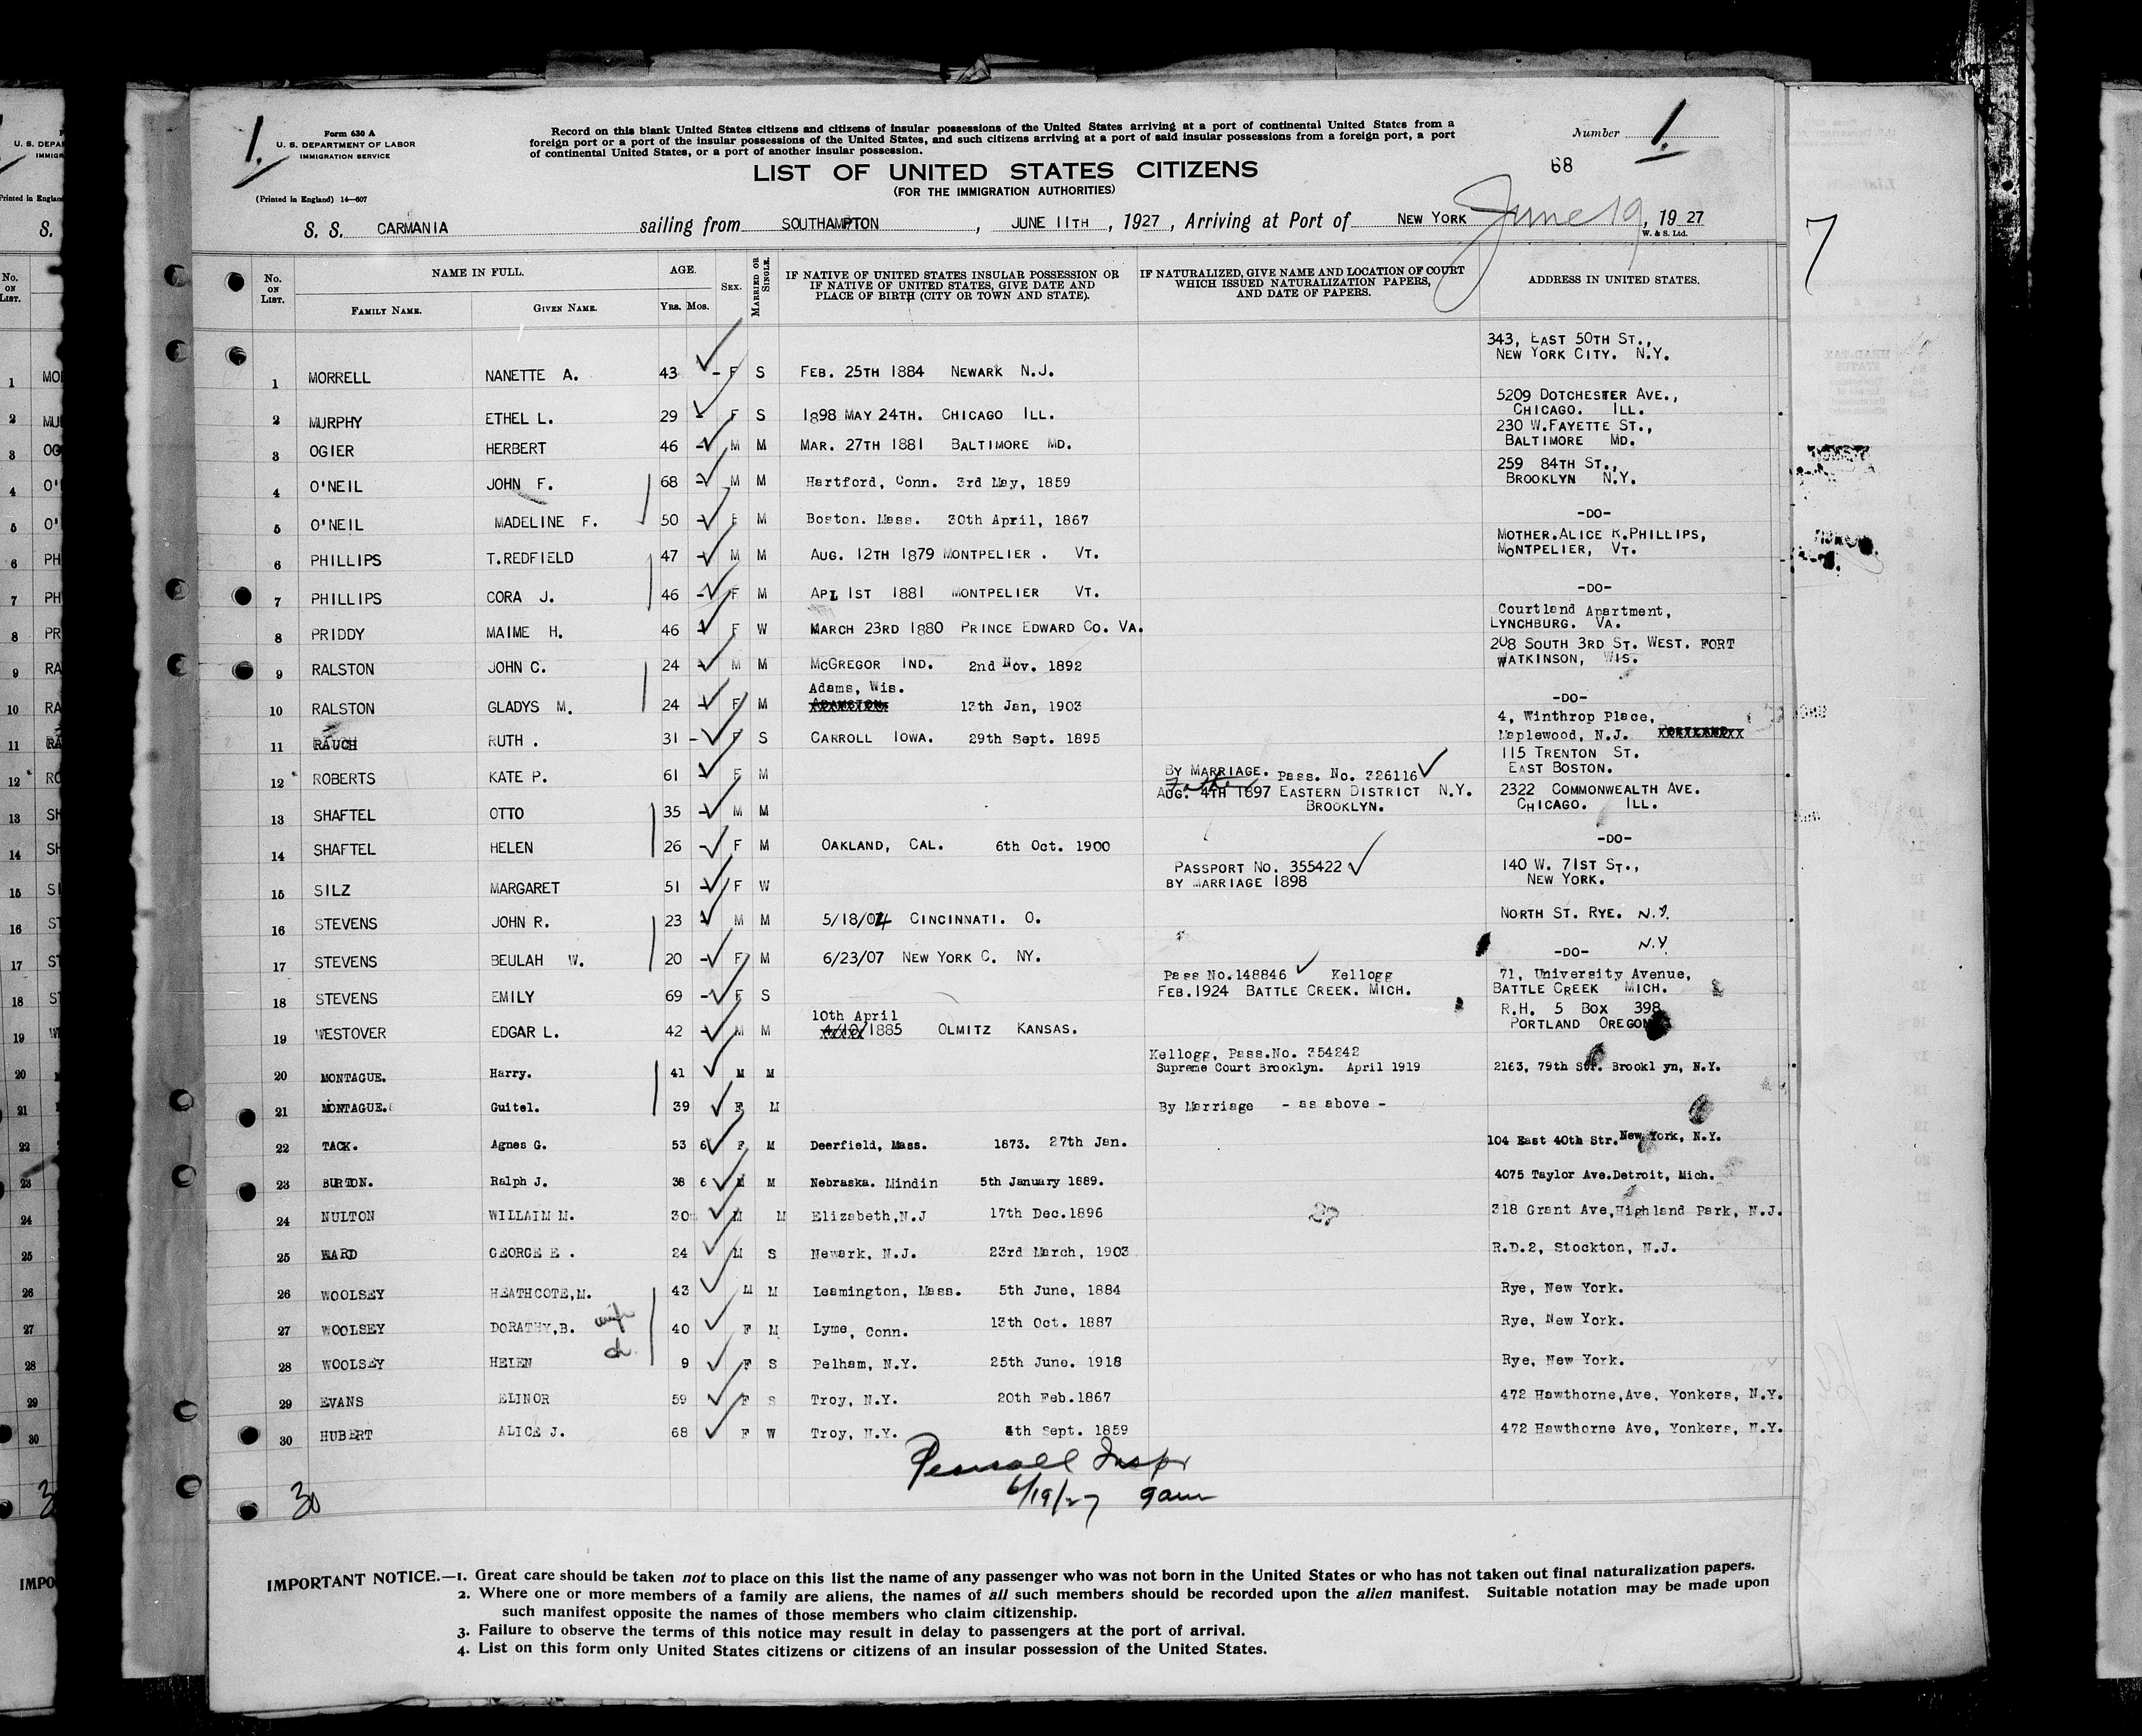 1.
Form 630 A
U. S. DEPARTMENT OF LABOR
IMMIGRATION SERVICE
(Printed in England) 14—607
Record on this blank United States citizens and citizens of insular possessions of the United States arriving at a port of continental United States from a
foreign port or a port of the insular possessions of the United States, and such citizens arriving at a port of said insular possessions from a foreign port, a port
of continental United States, or a port of another insular possession.
Number 1.
68
LIST OF UNITED STATES CITIZENS
(FOR THE IMMIGRATION AUTHORITIES)
S. S. CARMANIA sailing from SOUTHAMPTON, JUNE 11TH, 1927, Arriving at Port of NEW YORK June 19, 1927
W. & S. Ltd.
7
No. ON LIST. NAME IN FULL. FAMILY NAME. GIVEN NAME. AGE. Yrs. Mos. SEX. MARRIED OR SINGLE. IF NATIVE OF UNITED STATES INSULAR POSSESSION OR IF NATIVE OF UNITED STATES, GIVE DATE AND PLACE OF BIRTH (CITY OR TOWN AND STATE). IF NATURALIZED, GIVE NAME AND LOCATION OF COURT WHICH ISSUED NATURALIZATION PAPERS, AND DATE OF PAPERS. ADDRESS IN UNITED STATES.
1 MORRELL NANETTE A. 43 - F S FEB. 25TH 1884 NEWARK N.J. 343, EAST 50TH ST., NEW YORK CITY. N.Y.
2 MURPHY ETHEL L. 29 - F S 1898 MAY 24TH. CHICAGO ILL. 5209 DOTCHESTER AVE., CHICAGO. ILL.
3 OGIER HERBERT 46 - M M MAR. 27TH 1881 BALTIMORE MD. 230 W.FAYETTE ST., BALTIMORE MD.
4 O'NEIL JOHN F. 68 - M M Hartford, Conn. 3rd May, 1859 259 84TH ST., BROOKLYN N.Y.
5 O'NEIL MADELINE F. 50 - F M Boston. Mass. 30th April, 1867 -DO-
6 PHILLIPS T.REDFIELD 47 - M M AUG. 12TH 1879 MONTPELIER . VT. MOTHER.ALICE R.PHILLIPS, MONTPELIER, VT.
7 PHILLIPS CORA J. 46 - F M APL 1ST 1881 MONTPELIER VT. -DO-
8 PRIDDY MAIME H. 46 - F W MARCH 23RD 1880 PRINCE EDWARD CO. VA. Courtland Apartment, LYNCHBURG. VA.
9 RALSTON JOHN C. 24 - M M MCGREGOR IND. 2nd Nov. 1892 208 SOUTH 3RD ST. WEST. FORT WATKINSON, WIS.
10 RALSTON GLADYS M. 24 - F M Adams, Wis. 13th Jan, 1903 -DO-
11 RAUCH RUTH . 31 - F S CARROLL IOWA. 29th Sept. 1895 4, Winthrop Place, Maplewood, N.J. PORTLAND
12 ROBERTS KATE P. 61 - F M BY MARRIAGE. Pass. No. 326116 115 TRENTON ST. EAST BOSTON.
13 SHAFTEL OTTO 35 - M M Father AUG. 4TH 1897 EASTERN DISTRICT N.Y. BROOKLYN. 2322 COMMONWEALTH AVE. CHICAGO. ILL.
14 SHAFTEL HELEN 26 - F M OAKLAND, CAL. 6th Oct. 1900 -DO-
15 SILZ MARGARET 51 - F W PASSPORT NO. 355422 BY MARRIAGE 1898 140 W. 71ST ST., NEW YORK.
16 STEVENS JOHN R. 23 - M M 5/18/04 CINCINNATI. O. NORTH ST. RYE. N.Y.
17 STEVENS BEULAH W. 20 - F M 6/23/07 NEW YORK C. NY. -DO- N.Y
18 STEVENS EMILY 69 - F S Pass No.148846 Kellogg FEB.1924 BATTLE CREEK. MICH. 71, University Avenue, BATTLE CREEK MICH.
19 WESTOVER EDGAR L. 42 - M M 10th April 4/10/1885 OLMITZ KANSAS. R.H. 5 BOX 398 PORTLAND OREGON
20 MONTAGUE. Harry. 41 M M Kellogg, Pass.No. 354242 Supreme Court Brooklyn. April 1919 2163, 79th Str. Brookl yn, N.Y.
21 MONTAGUE. Guitel. 39 F M By Marriage - as above -
22 TACK. Agnes G. 53 6 F M Deerfield, Mass. 1873. 27th Jan. 104 East 40th Str. New York, N.Y.
23 BURTON. Ralph J. 38 6 M M Nebraska. Mindin 5th January 1889. 4075 Taylor Ave.Detroit, Mich.
24 NULTON WILLAIM M. 30 M M Elizabeth,N.J 17th Dec.1896 318 Grant Ave,Highland Park, N.J.
25 WARD GEORGE E . 24 M S Newark, N.J. 23rd March, 1903 R.D.2, Stockton, N.J.
26 WOOLSEY HEATHCOTE,M. 43 M M Leamington, Mass. 5th June, 1884 Rye, New York.
27 WOOLSEY DORATHY,B. wife 40 F M Lyme, Conn. 13th Oct. 1887 Rye, New York.
28 WOOLSEY HELEN ch. 9 F S Pelham, N.Y. 25th June. 1918 Rye, New York.
29 EVANS ELINOR 59 F S Troy, N.Y. 20th Feb.1867 472 Hawthorne,Ave, Yonkers, N.Y.
30 HUBERT ALICE J. 68 F W Troy, N.Y. 4th Sept. 1859 472 Hawthorne Ave, Yonkers, N.Y.
Inspr
30
6/19/27 9am
IMPORTANT NOTICE.—1. Great care should be taken not to place on this list the name of any passenger who was not born in the United States or who has not taken out final naturalization papers.
2. Where one or more members of a family are aliens, the names of all such members should be recorded upon the alien manifest. Suitable notation may be made upon
such manifest opposite the names of those members who claim citizenship.
3. Failure to observe the terms of this notice may result in delay to passengers at the port of arrival.
4. List on this form only United States citizens or citizens of an insular possession of the United States.